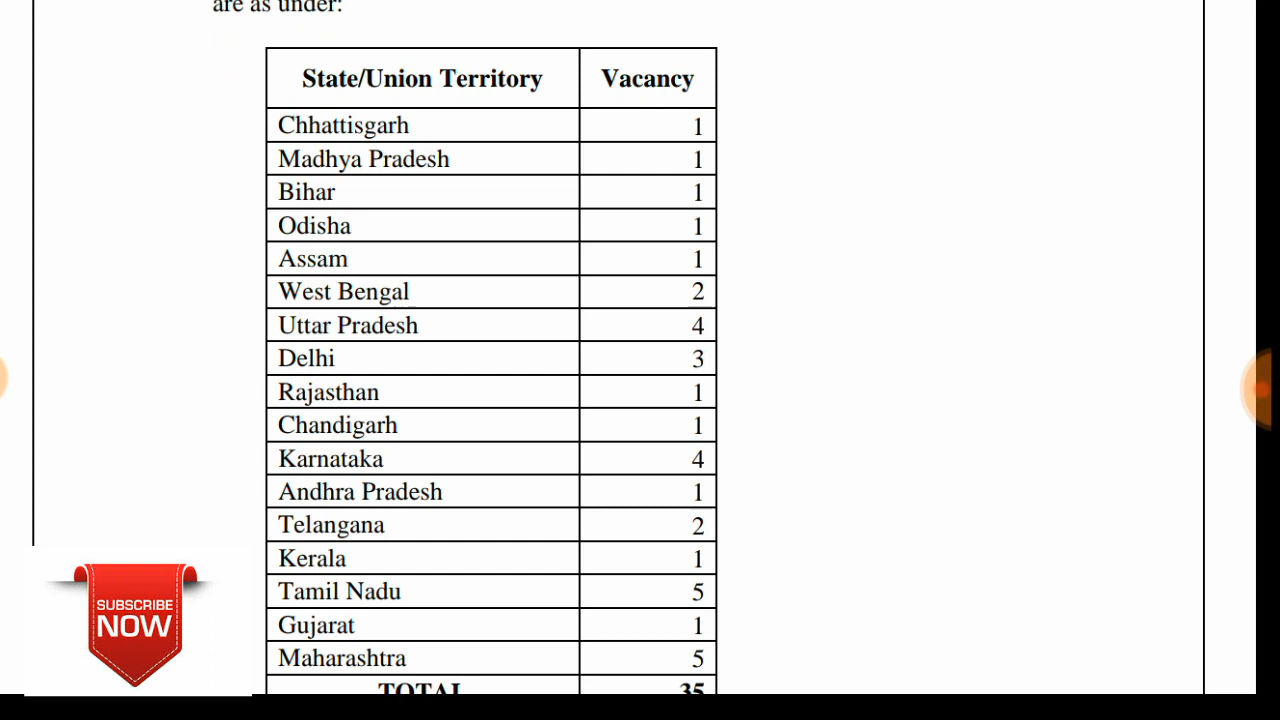 are as under:
State/Union Territory Vacancy
Chhattisgarh 1
Madhya Pradesh 1
Bihar 1
Odisha 1
Assam 1
West Bengal 2
Uttar Pradesh 4
Delhi 3
Rajasthan 1
Chandigarh 1
Karnataka 4
Andhra Pradesh 1
Telangana 2
Kerala 1
Tamil Nadu 5
Gujarat 1
Maharashtra 5
TOTAL 35
SUBSCRIBE
NOW